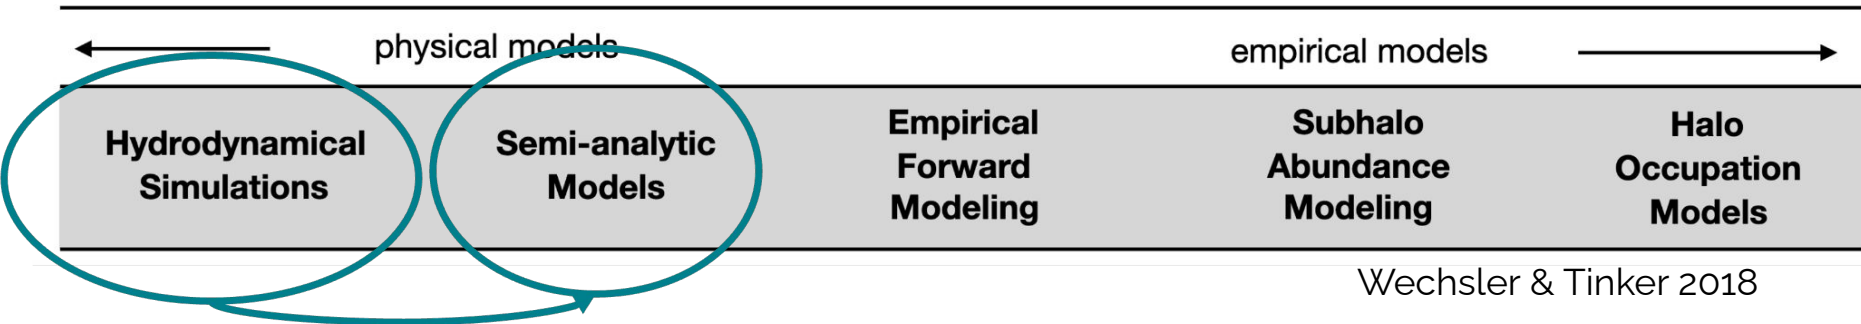 physical models
empirical models
Hydrodynamical
Simulations
Semi-analytic
Models
Empirical
Forward
Modeling
Subhalo
Abundance
Modeling
Halo
Occupation
Models
Wechsler & Tinker 2018